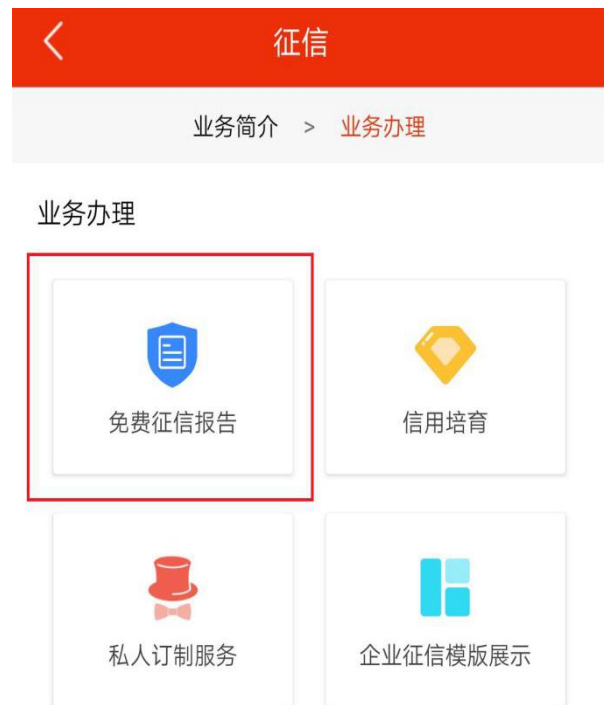 征信
业务简介 > 业务办理
业务办理
免费征信报告 信用培育
私人订制服务 企业征信模版展示